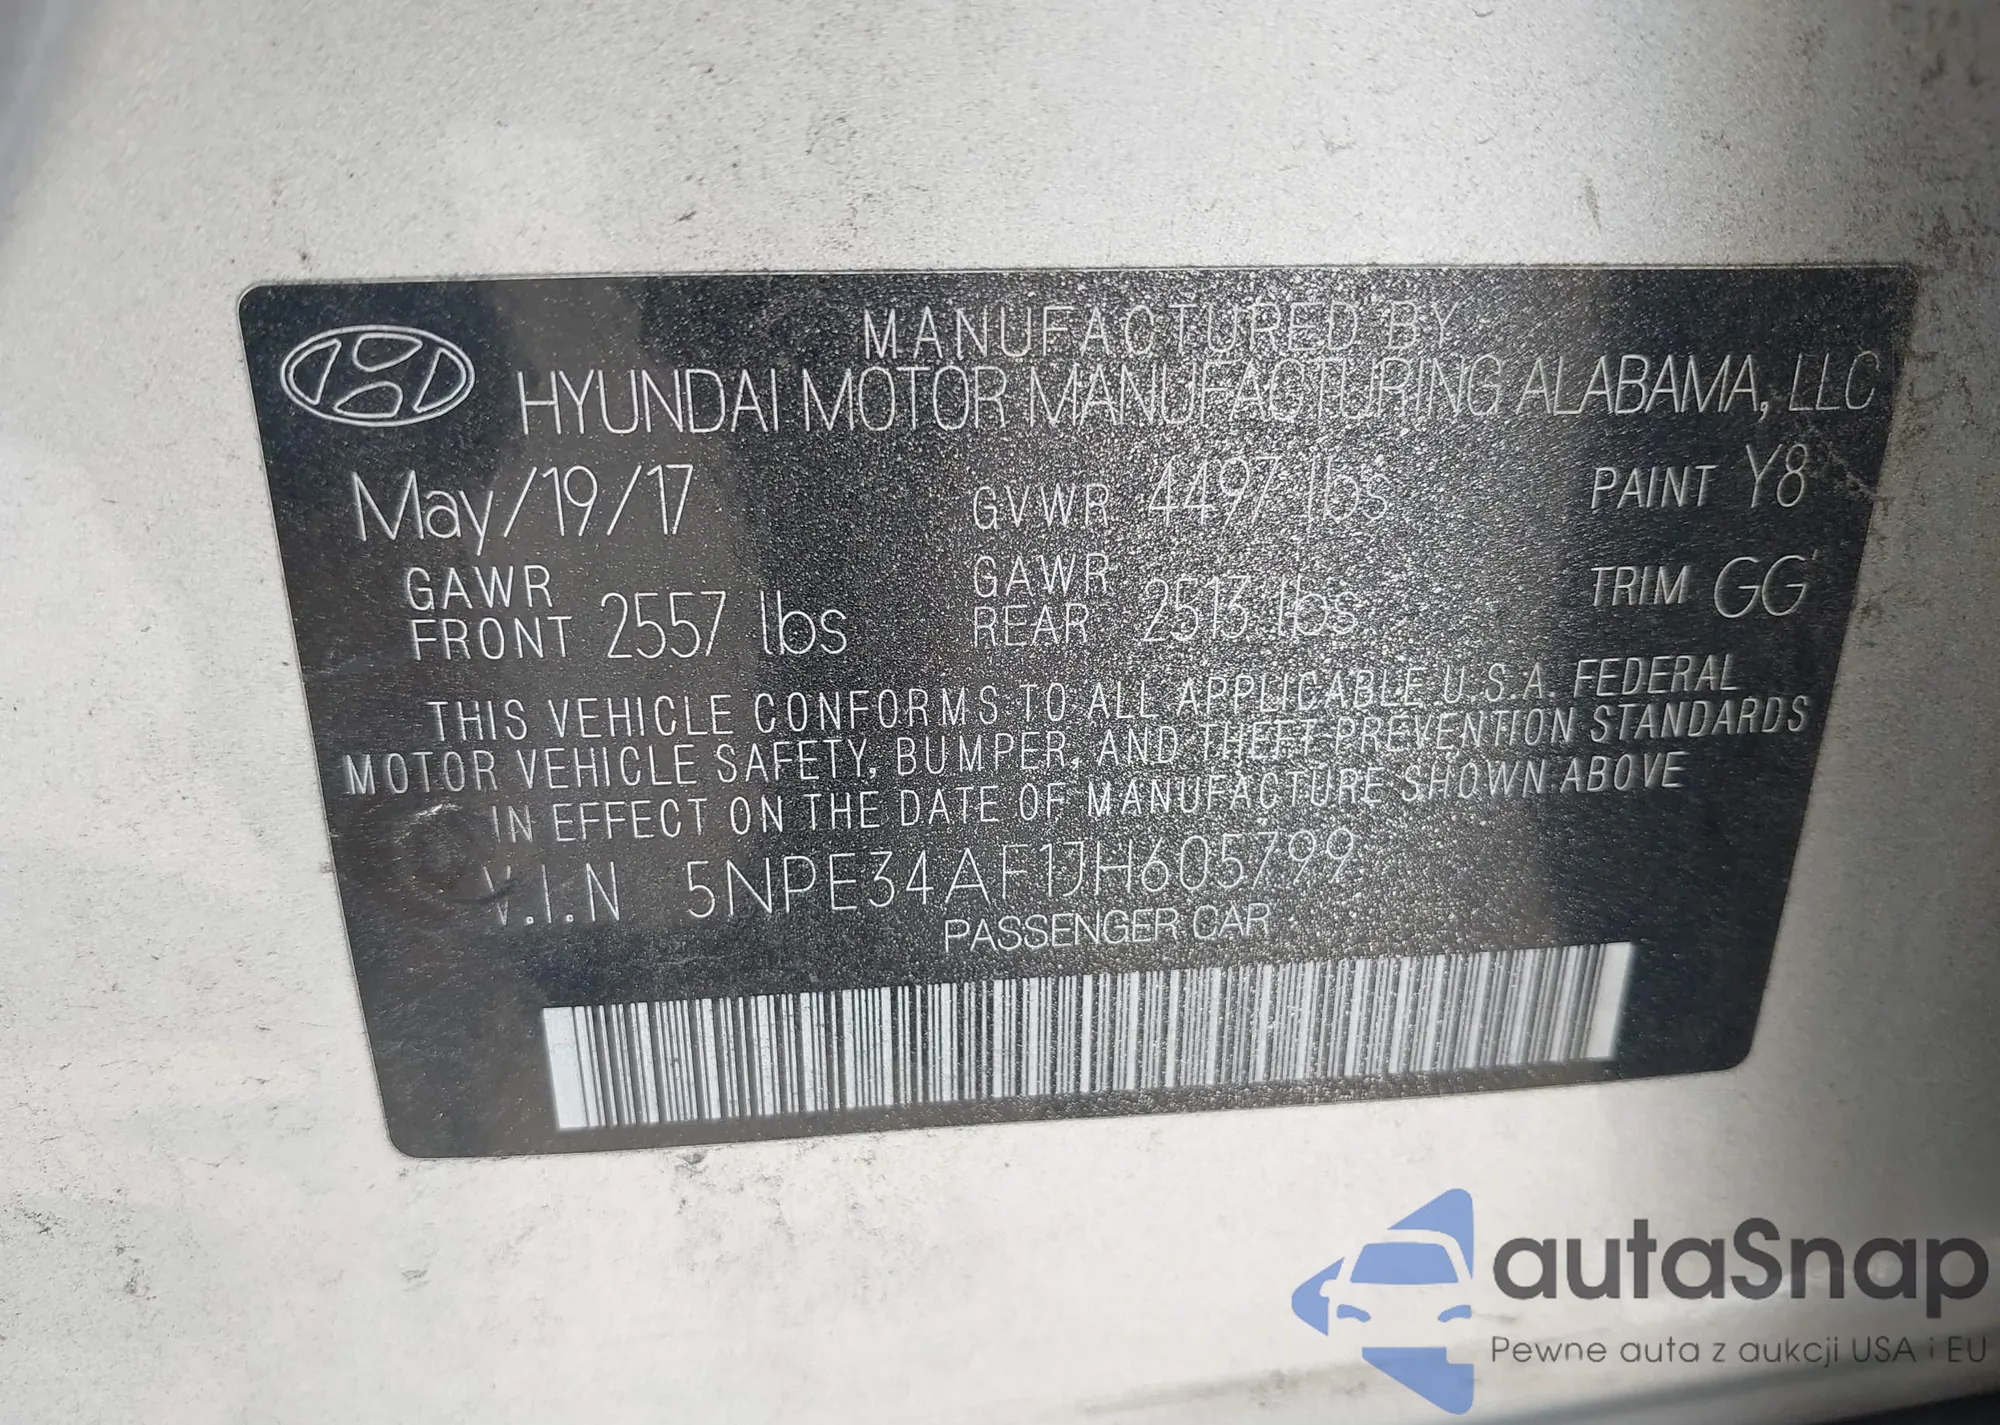 MANUFACTURED BY
HYUNDAI MOTOR MANUFACTURING ALABAMA, LLC
May/19/17 GVWR 4497 lbs PAINT Y8
GAWR FRONT 2557 lbs GAWR REAR 2513 lbs TRIM GG
THIS VEHICLE CONFORMS TO ALL APPLICABLE U.S.A. FEDERAL
MOTOR VEHICLE SAFETY, BUMPER, AND THEFT PREVENTION STANDARDS
IN EFFECT ON THE DATE OF MANUFACTURE SHOWN ABOVE
V.I.N 5NPE34AF1JH605799
PASSENGER CAR
autaSnap
Pewne auta z aukcji USA i EU